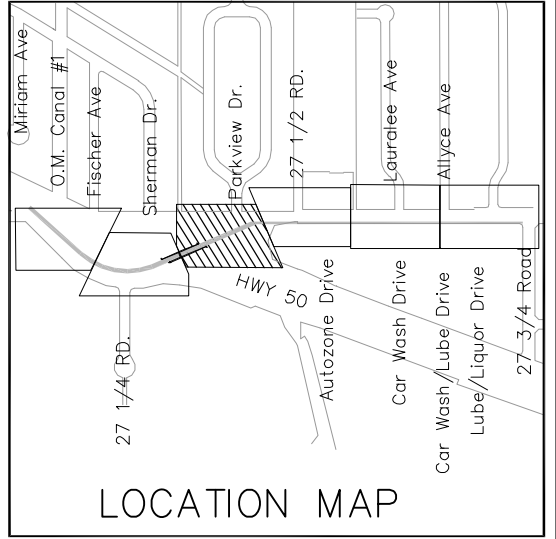 Miriam Ave
O.M. Canal #1
Fischer Ave
Sherman Dr.
Parkview Dr.
27 1/2 RD.
Lauralee Ave
Allyce Ave
HWY 50
27 1/4 RD.
Autozone Drive
Car Wash Drive
Car Wash/Lube Drive
Lube/Liquor Drive
27 3/4 Road
LOCATION MAP